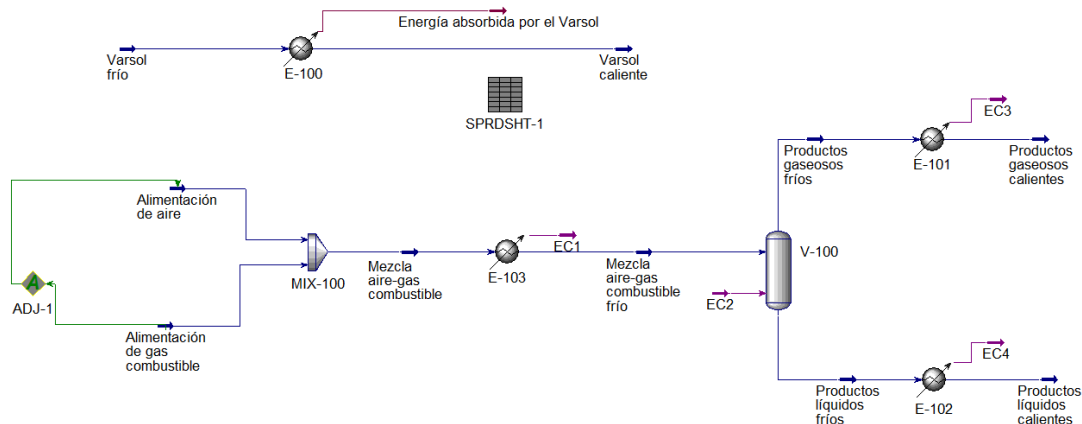 Energía absorbida por el Varsol
Varsol
frío
E-100
Varsol
caliente
SPRDSHT-1
EC3
Productos
gaseosos
fríos
E-101
Productos
gaseosos
calientes
Alimentación
de aire
A
ADJ-1
MIX-100
Mezcla
aire-gas
combustible
E-103
EC1
Mezcla
aire-gas
combustible
frío
V-100
EC2
Alimentación
de gas
combustible
EC4
Productos
líquidos
fríos
E-102
Productos
líquidos
calientes